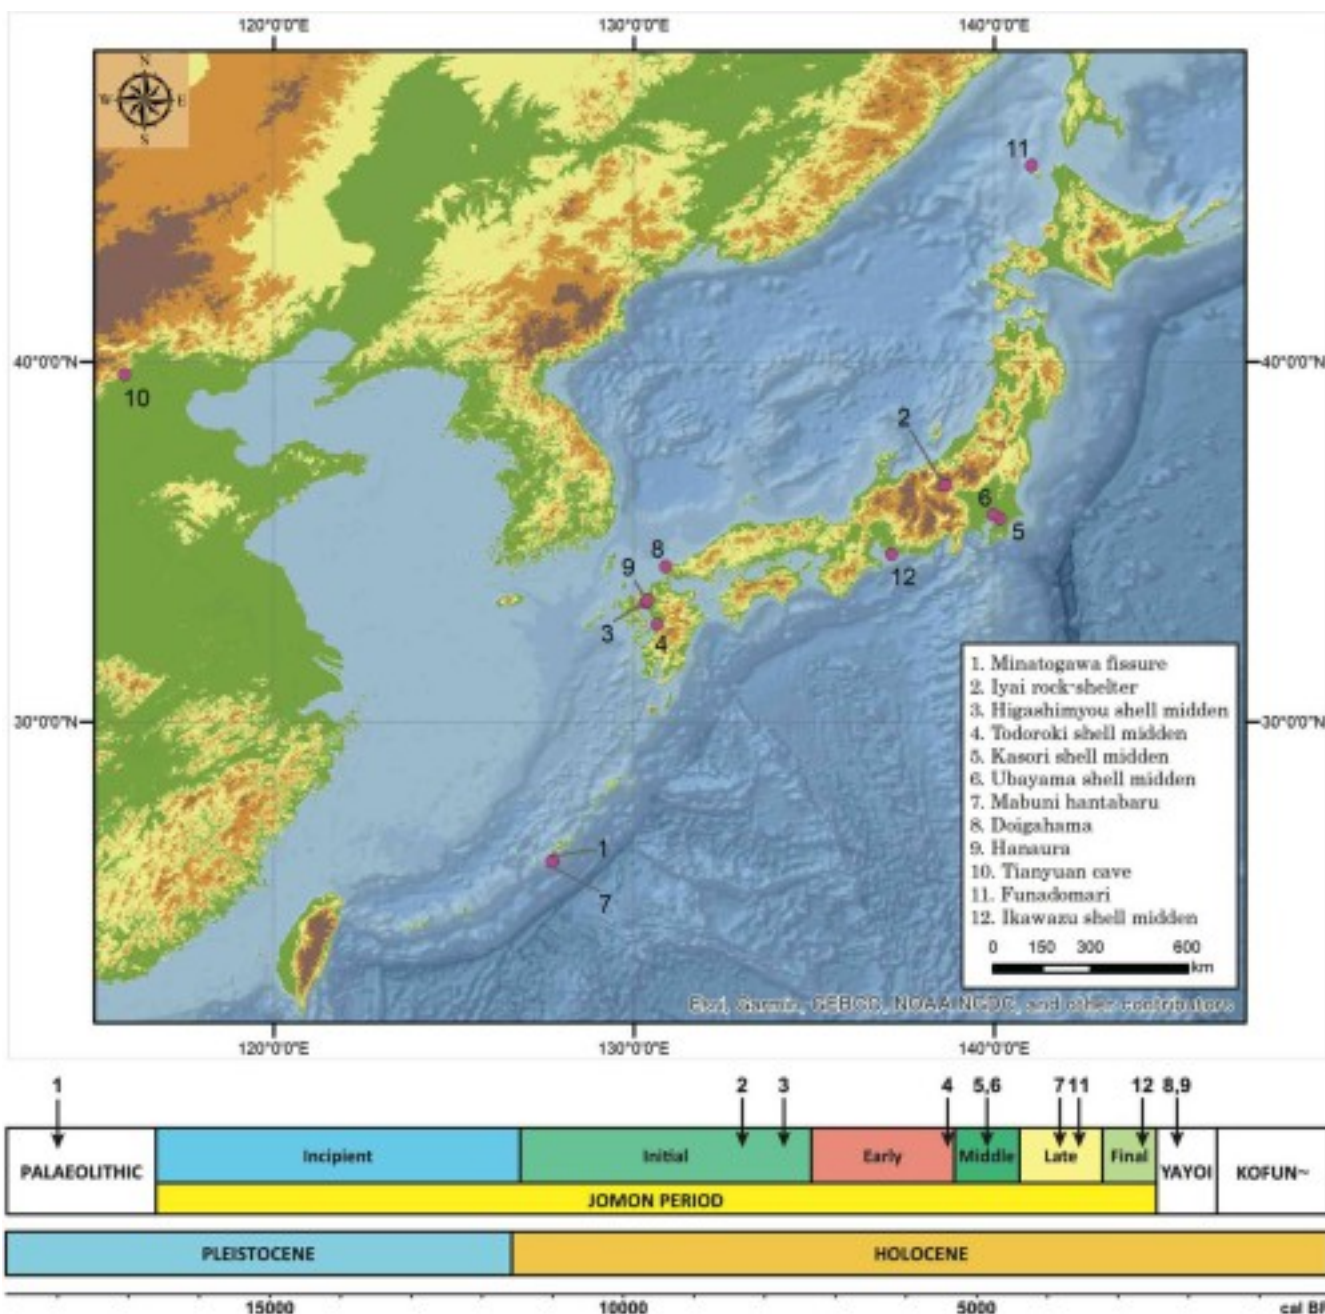 120°0'0"E 130°0'0"E 140°0'0"E
N
W E
S
11
40°0'0"N 40°0'0"N
10
2
6
5
8
12
9
3
4
30°0'0"N 30°0'0"N
1. Minatogawa fissure
2. Iyai rock-shelter
3. Higashimyou shell midden
4. Todoroki shell midden
5. Kasori shell midden
6. Ubayama shell midden
7. Mabuni hantabaru
8. Doigahama
9. Hanaura
10. Tianyuan cave
11. Funadomari
12. Ikawazu shell midden
1
7
0 150 300 600
km
Esri, Garmin, GEBCO, NOAA NGDC, and other contributors
120°0'0"E 130°0'0"E 140°0'0"E
1 2 3 4 5,6 7 11 12 8,9
PALAEOLITHIC Incipient Initial Early Middle Late Final YAYOI KOFUN~
JOMON PERIOD
PLEISTOCENE HOLOCENE
15000 10000 5000 cal BP